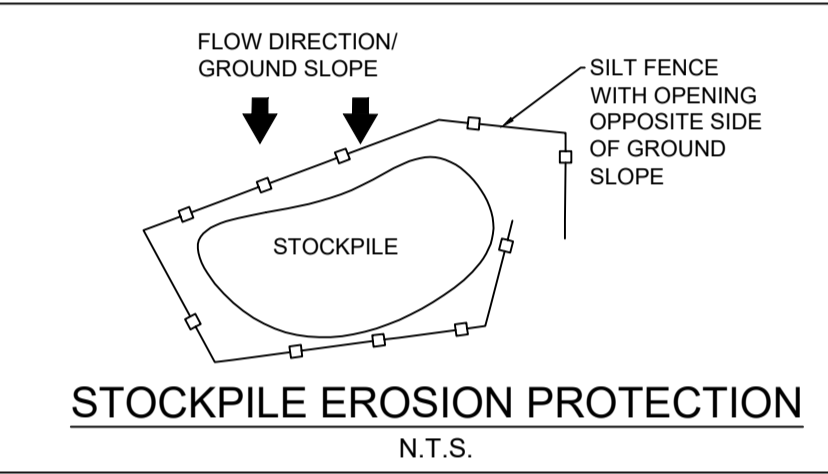 FLOW DIRECTION/
GROUND SLOPE
SILT FENCE
WITH OPENING
OPPOSITE SIDE
OF GROUND
SLOPE
STOCKPILE
STOCKPILE EROSION PROTECTION
N.T.S.